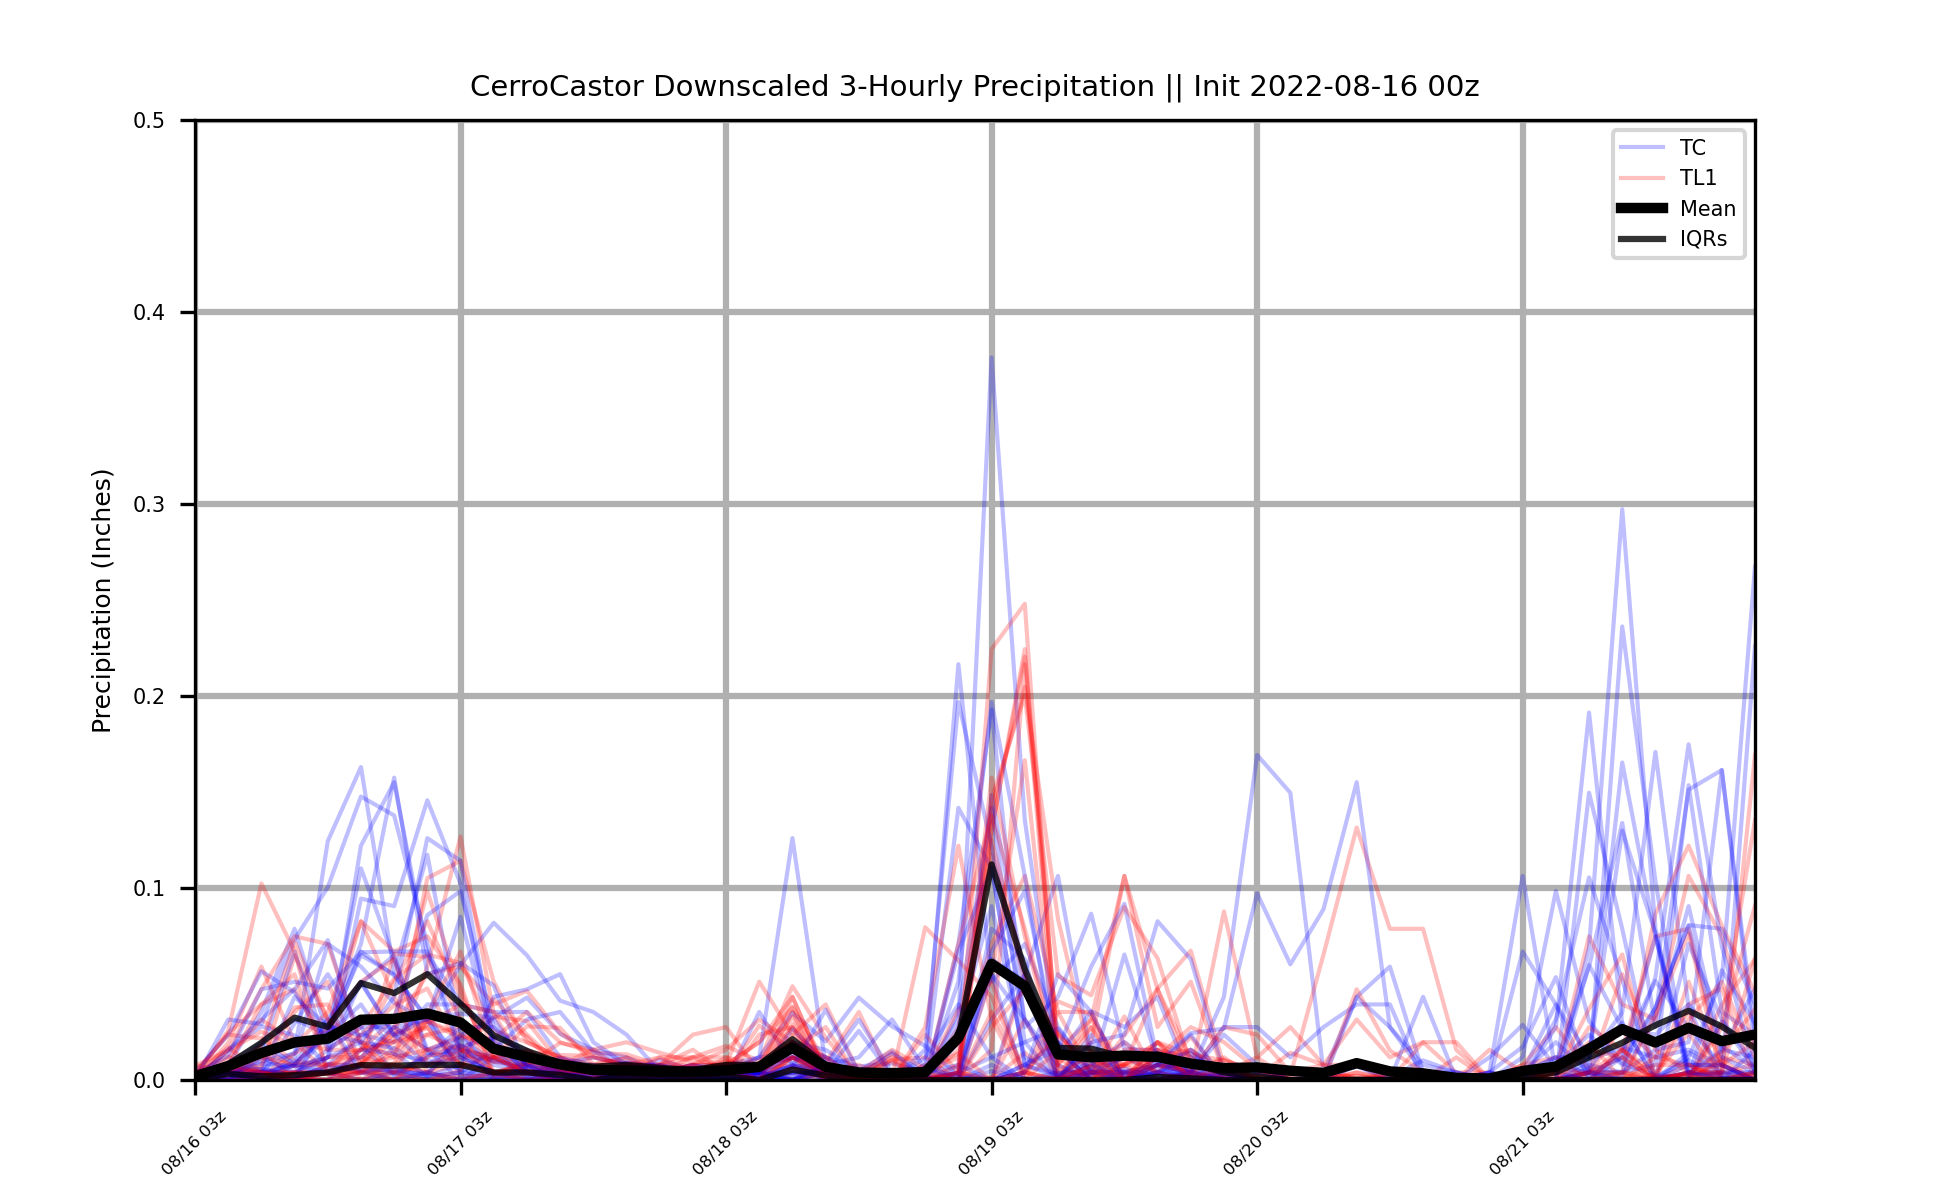 CerroCastor Downscaled 3-Hourly Precipitation || Init 2022-08-16 00z
Precipitation (Inches)
0.5
0.4
0.3
0.2
0.1
0.0
TC
TL1
Mean
IQRs
08/16 03z
08/17 03z
08/18 03z
08/19 03z
08/20 03z
08/21 03z